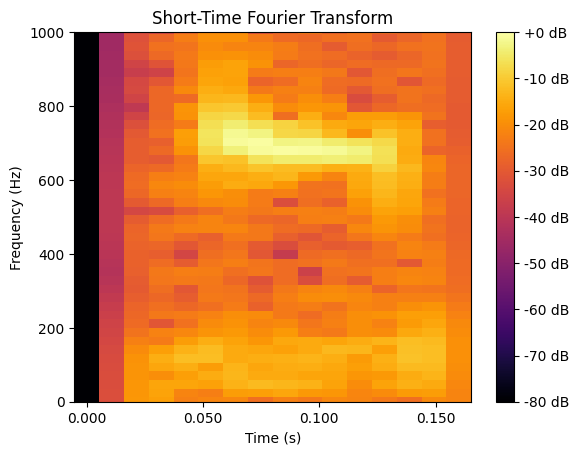 Short-Time Fourier Transform
1000
800
600
400
200
0
Frequency (Hz)
0.000
0.050
0.100
0.150
Time (s)
+0 dB
-10 dB
-20 dB
-30 dB
-40 dB
-50 dB
-60 dB
-70 dB
-80 dB